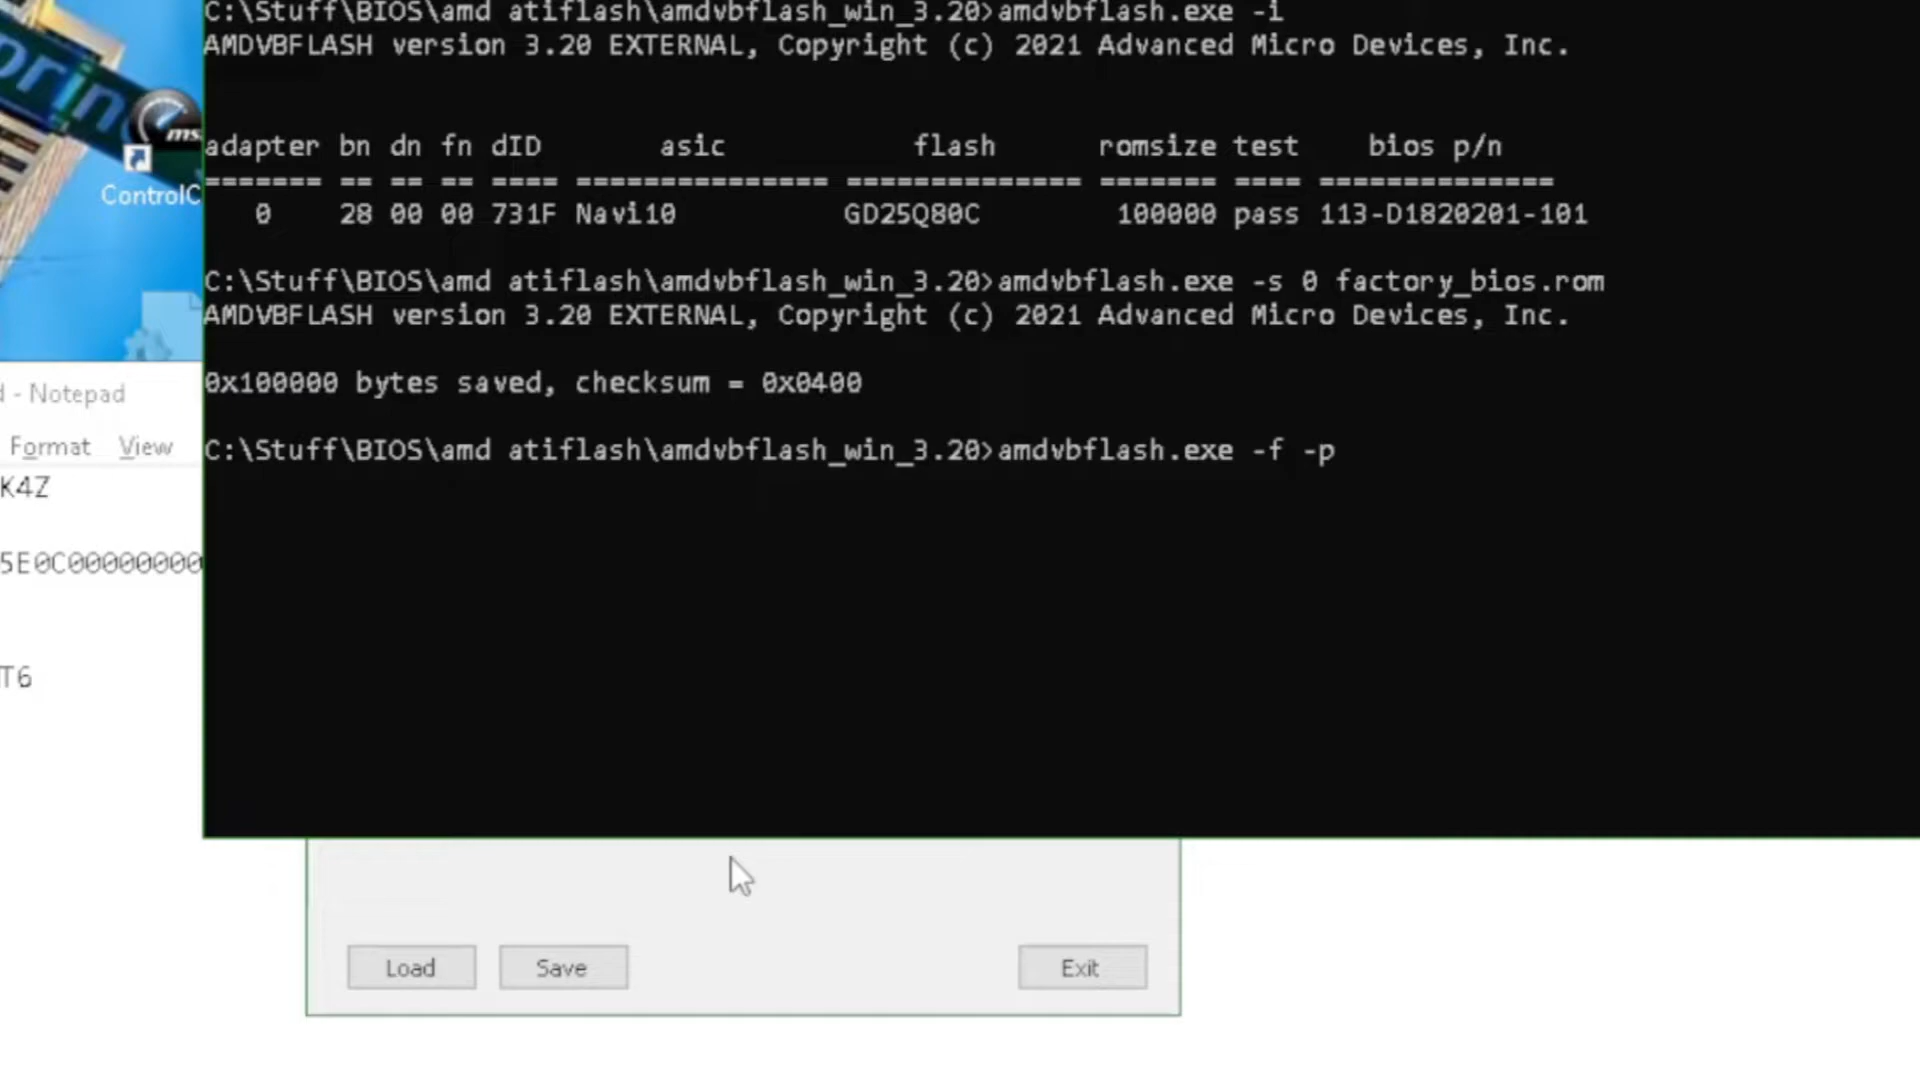 C:\Stuff\BIOS\amd atiflash\amdvbflash_win_3.20>amdvbflash.exe -i
AMDVBFLASH version 3.20 EXTERNAL, Copyright (c) 2021 Advanced Micro Devices, Inc.
adapter bn dn fn dID asic flash romsize test bios p/n
======= == == == ==== =============== ============== ======= ==== ==============
0 28 00 00 731F Navi10 GD25Q80C 100000 pass 113-D1820201-101
C:\Stuff\BIOS\amd atiflash\amdvbflash_win_3.20>amdvbflash.exe -s 0 factory_bios.rom
AMDVBFLASH version 3.20 EXTERNAL, Copyright (c) 2021 Advanced Micro Devices, Inc.
0x100000 bytes saved, checksum = 0x0400
C:\Stuff\BIOS\amd atiflash\amdvbflash_win_3.20>amdvbflash.exe -f -p
ms
ControlC
d - Notepad
Format View
K4Z
5E0C00000000
T6
Load Save Exit